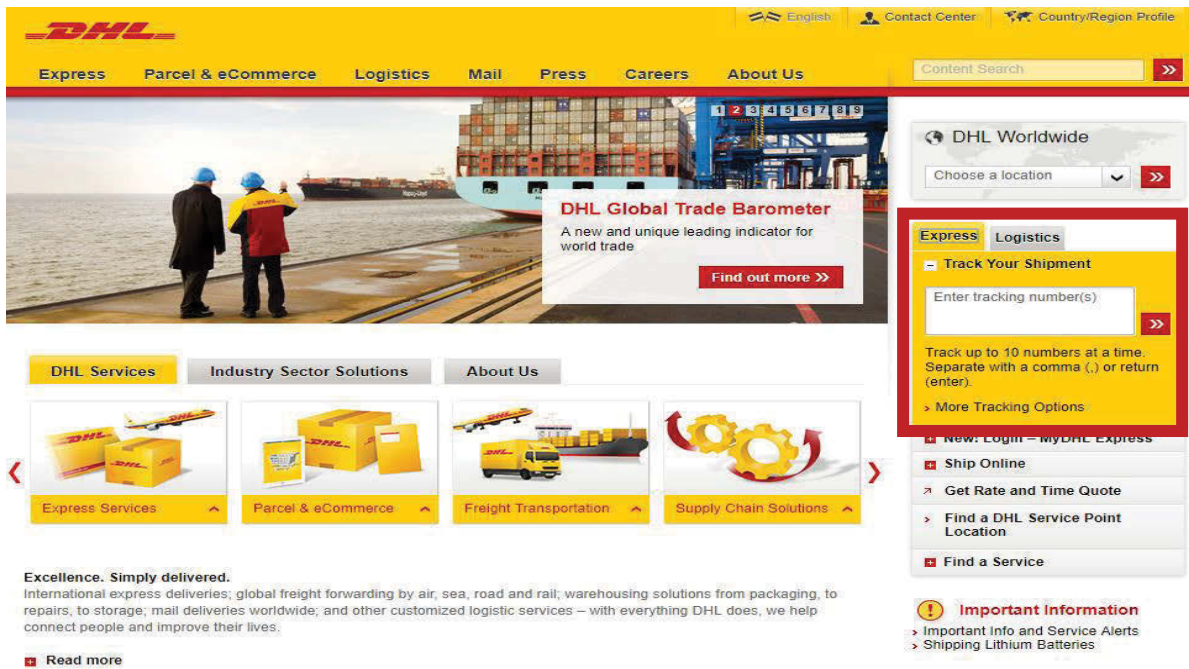 English
Contact Center
Country/Region Profile
DHL
Express
Parcel & eCommerce
Logistics
Mail
Press
Careers
About Us
Content Search
1 2 3 4 5 6 7 8 9
DHL Global Trade Barometer
A new and unique leading indicator for
world trade
Find out more
DHL Worldwide
Choose a location
Express
Logistics
Track Your Shipment
Enter tracking number(s)
Track up to 10 numbers at a time.
Separate with a comma (,) or return
(enter).
More Tracking Options
New! Login – MyDHL Express
Ship Online
Get Rate and Time Quote
Find a DHL Service Point
Location
Find a Service
Important Information
Important Info and Service Alerts
Shipping Lithium Batteries
DHL Services
Industry Sector Solutions
About Us
Express Services
Parcel & eCommerce
Freight Transportation
Supply Chain Solutions
Excellence. Simply delivered.
International express deliveries; global freight forwarding by air, sea, road and rail; warehousing solutions from packaging, to
repairs, to storage; mail deliveries worldwide; and other customized logistic services – with everything DHL does, we help
connect people and improve their lives.
Read more